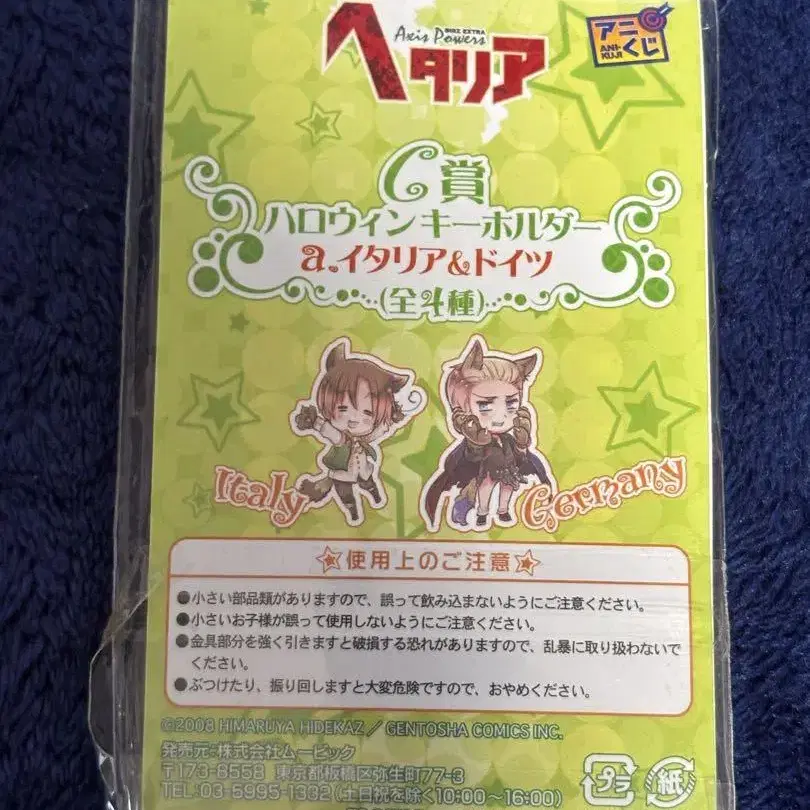 BIRZ EXTRA
Axis Powers
ヘタリア
アニくじ
ANI-KUJI
C賞
ハロウィンキーホルダー
a.イタリア&ドイツ
(全4種)
Italy
Germany
☆使用上のご注意☆
●小さい部品類がありますので、誤って飲み込まないようにご注意ください。
●小さいお子様が誤って使用しないようにご注意ください。
●金具部分を強く引きますと破損する恐れがありますので、乱暴に取り扱わないで
ください。
●ぶつけたり、振り回しますと大変危険ですので、おやめください。
©2008 HIMARUYA HIDEKAZ / GENTOSHA COMICS INC.
発売元:株式会社ムービック
〒173-8558 東京都板橋区弥生町77-3
TEL:03-5995-1332(土日祝を除く10:00~16:00)
プラ
紙